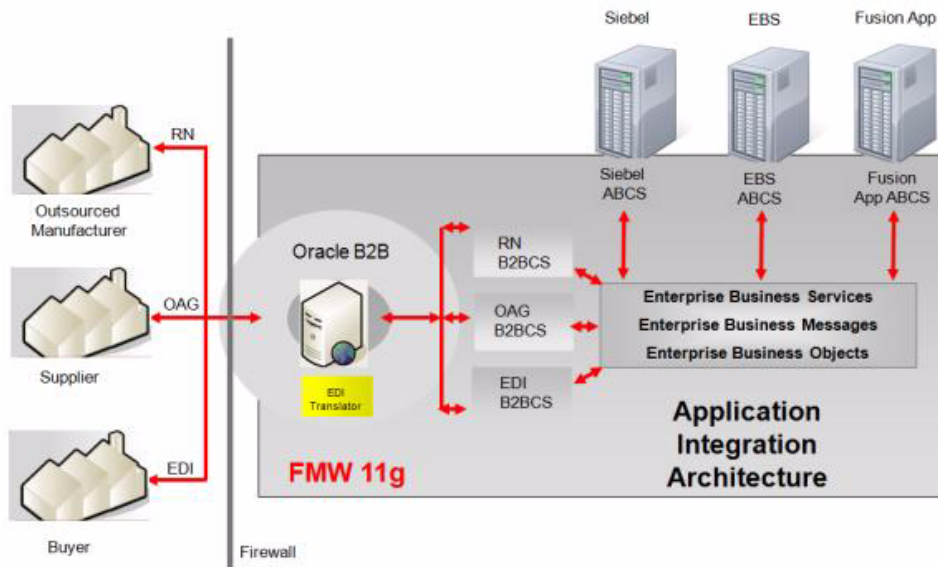 Siebel
EBS
Fusion App
RN
Outsourced
Manufacturer
OAG
Supplier
EDI
Buyer
Firewall
Oracle B2B
EDI
Translator
FMW 11g
RN
B2BCS
OAG
B2BCS
EDI
B2BCS
Siebel
ABCS
EBS
ABCS
Fusion
App ABCS
Enterprise Business Services
Enterprise Business Messages
Enterprise Business Objects
Application
Integration
Architecture